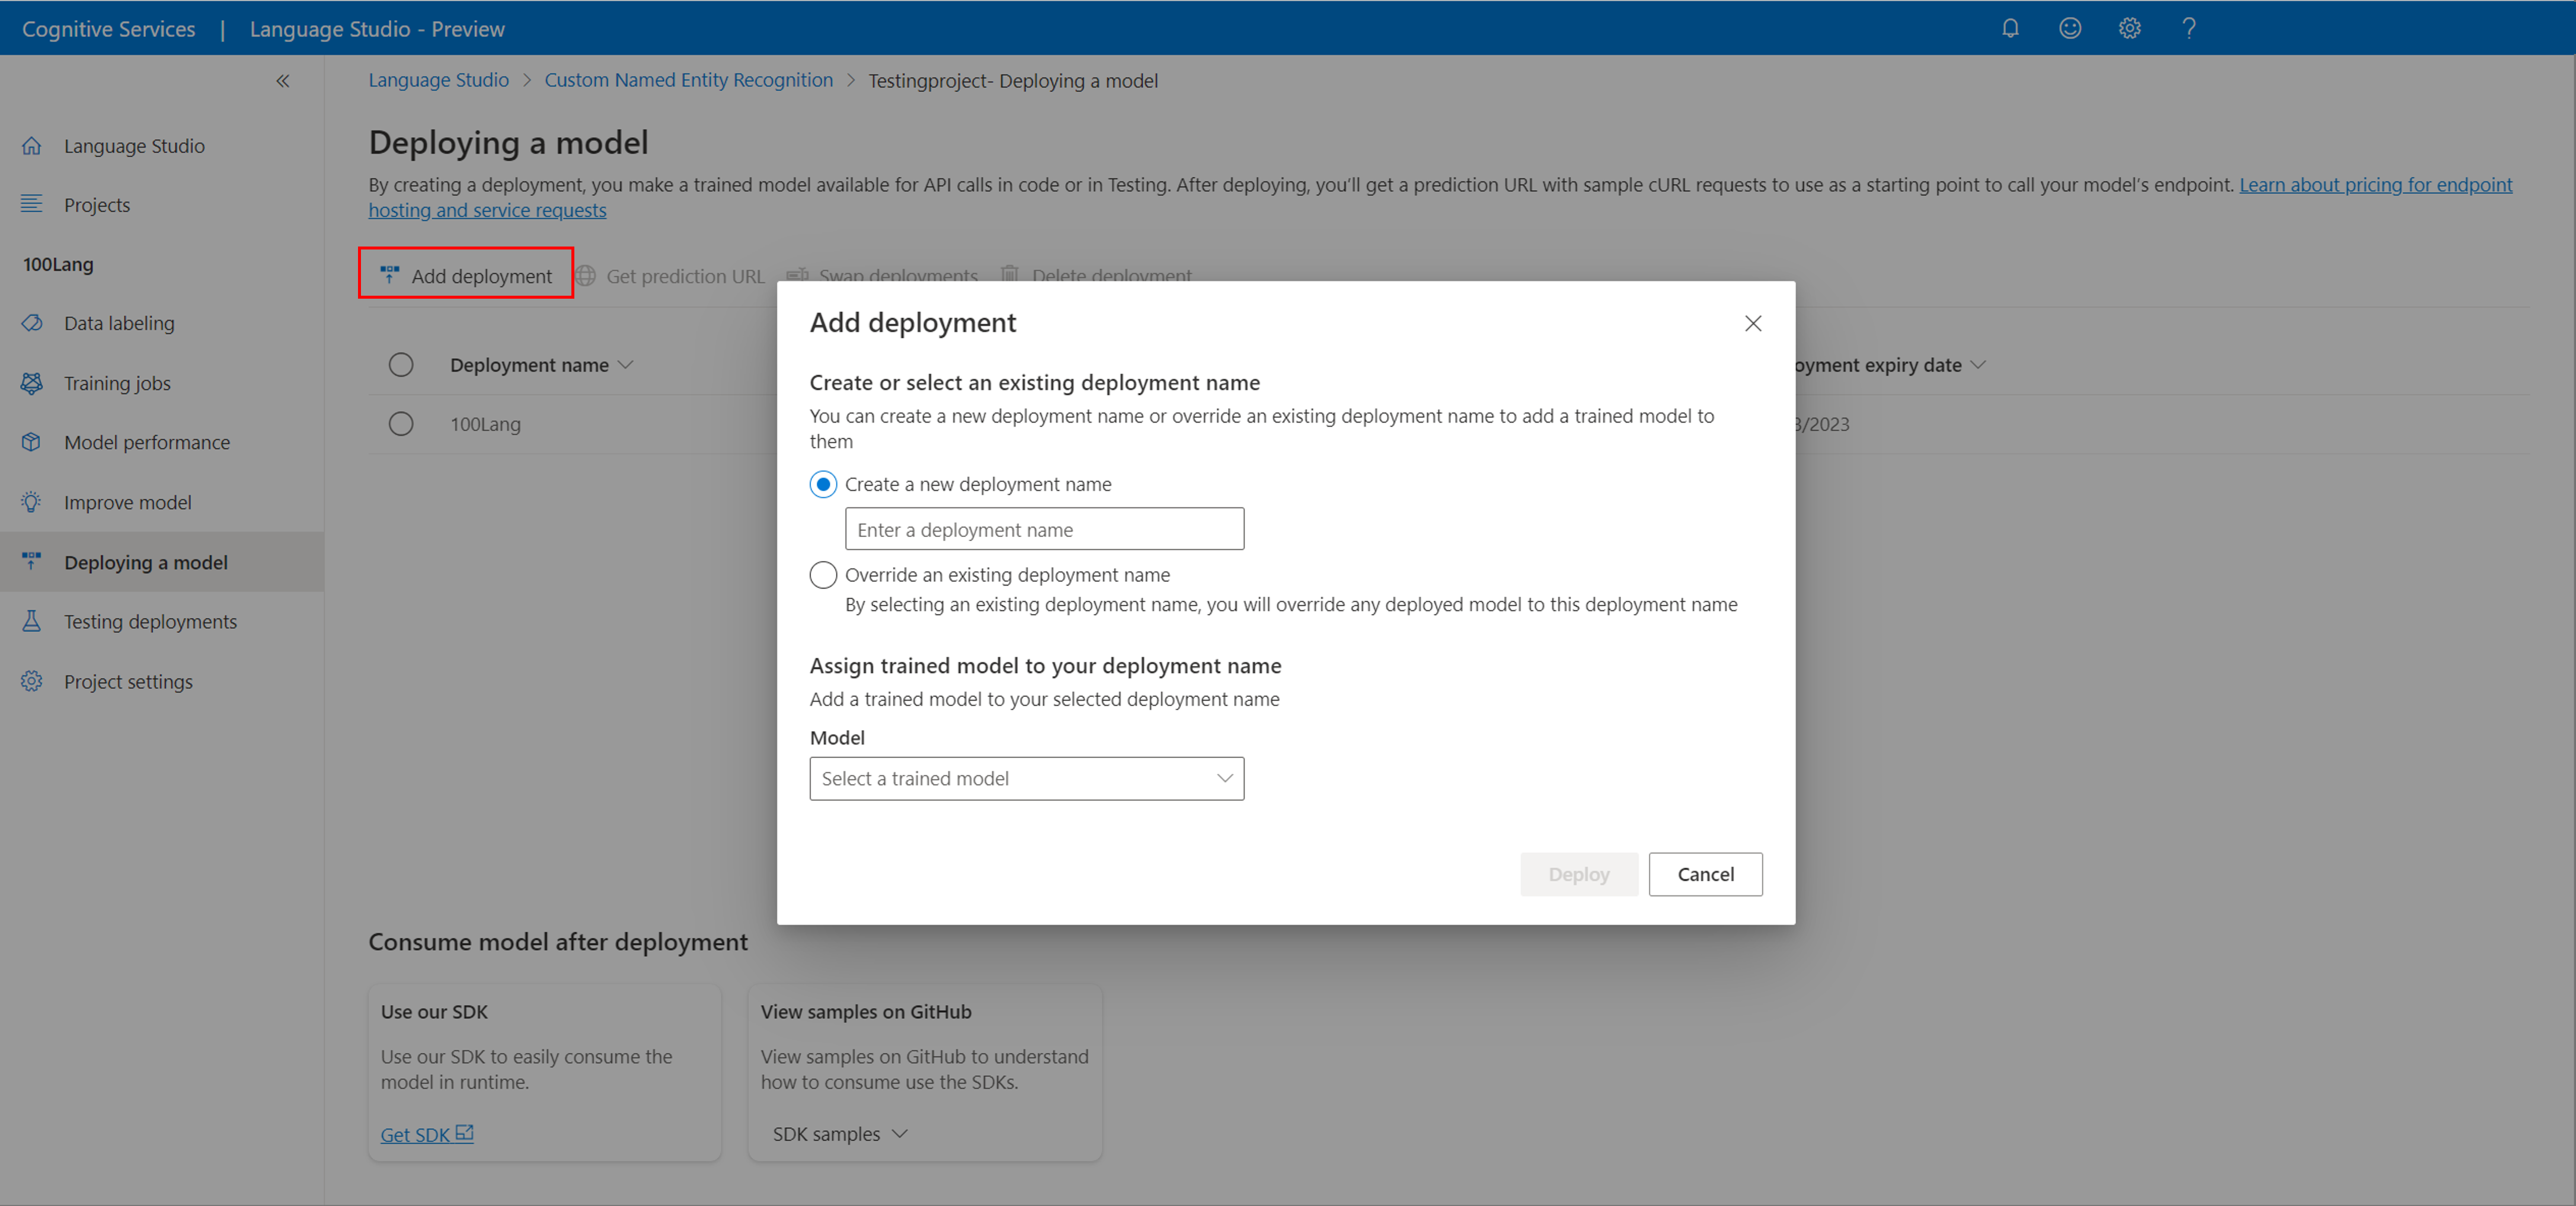 Cognitive Services | Language Studio - Preview
Language Studio > Custom Named Entity Recognition > Testingproject- Deploying a model
Language Studio
Projects
100Lang
Data labeling
Training jobs
Model performance
Improve model
Deploying a model
Testing deployments
Project settings
Deploying a model
By creating a deployment, you make a trained model available for API calls in code or in Testing. After deploying, you’ll get a prediction URL with sample cURL requests to use as a starting point to call your model’s endpoint. Learn about pricing for endpoint
hosting and service requests
Add deployment Get prediction URL Swap deployments Delete deployment
Deployment name oyment expiry date
100Lang 3/2023
Add deployment
Create or select an existing deployment name
You can create a new deployment name or override an existing deployment name to add a trained model to
them
Create a new deployment name
Enter a deployment name
Override an existing deployment name
By selecting an existing deployment name, you will override any deployed model to this deployment name
Assign trained model to your deployment name
Add a trained model to your selected deployment name
Model
Select a trained model
Deploy Cancel
Consume model after deployment
Use our SDK
Use our SDK to easily consume the
model in runtime.
Get SDK
View samples on GitHub
View samples on GitHub to understand
how to consume use the SDKs.
SDK samples